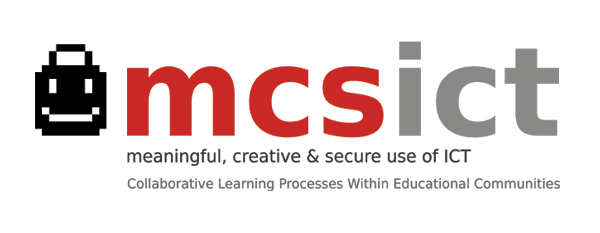 mcsict
meaningful, creative & secure use of ICT
Collaborative Learning Processes Within Educational Communities